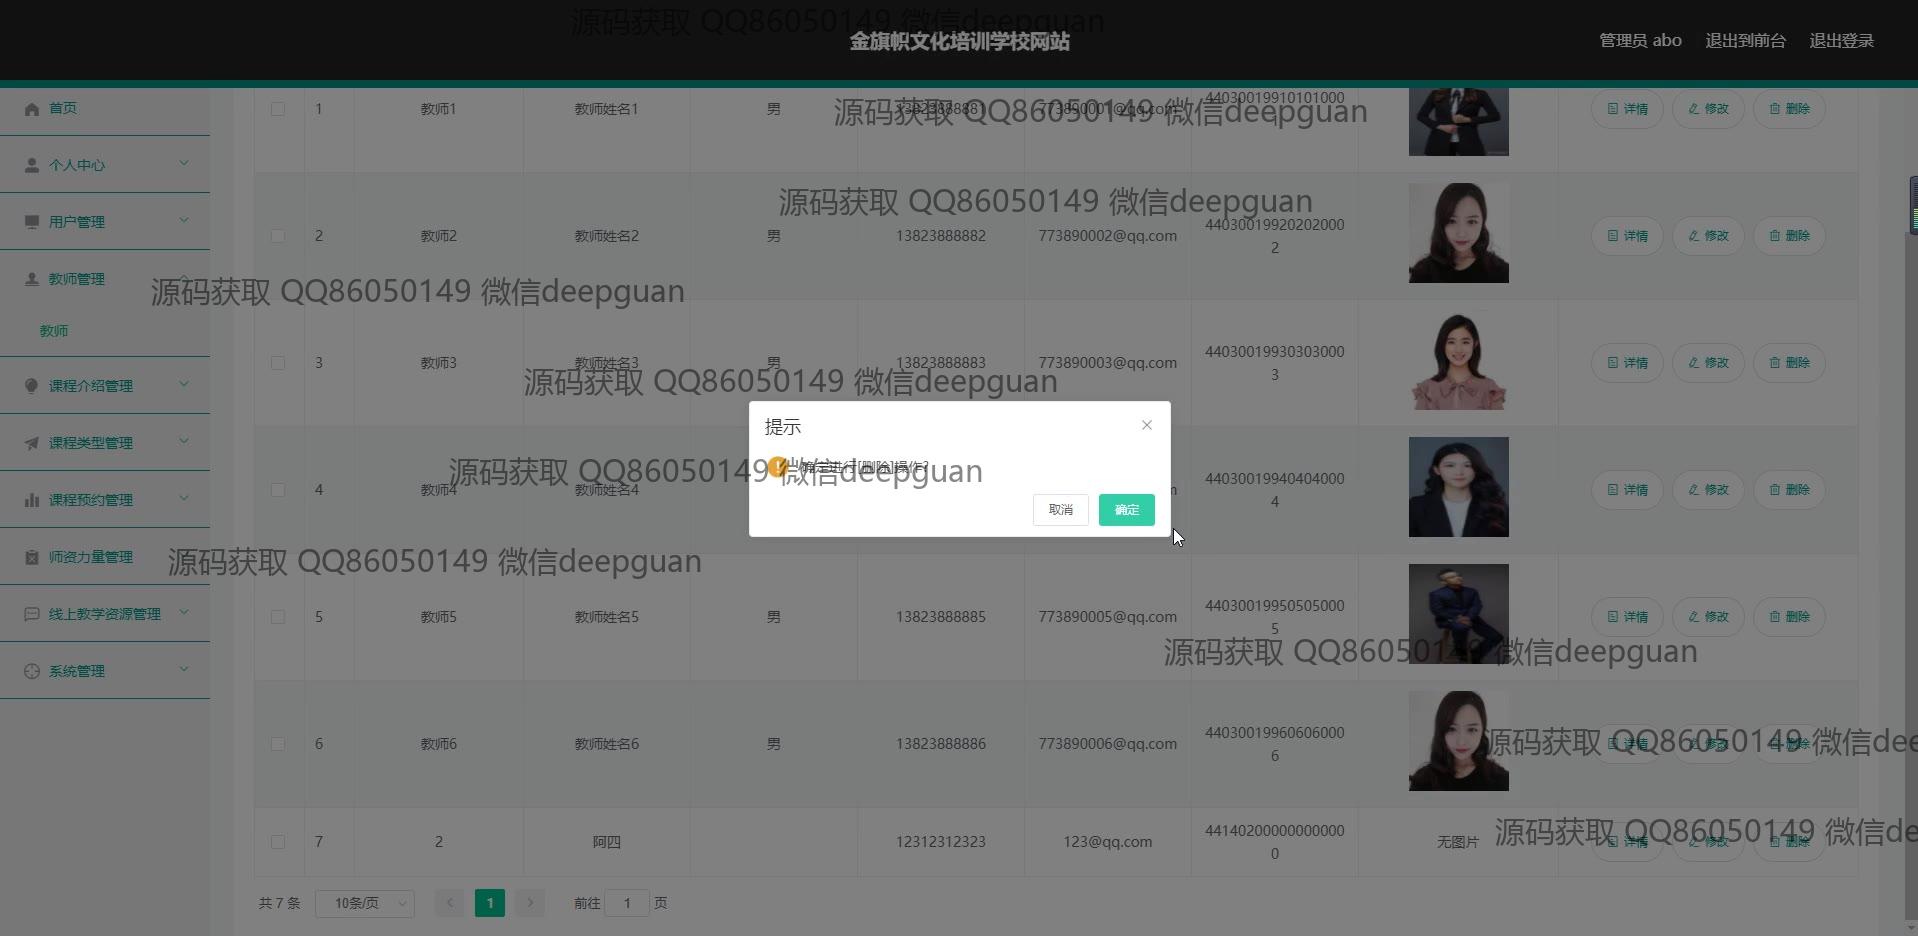 源码获取 QQ86050149 微信deepguan
金旗帜文化培训学校网站
管理员 abo 退出到前台 退出登录
首页
个人中心
用户管理
教师管理
教师
课程介绍管理
课程类型管理
课程预约管理
师资力量管理
线上教学资源管理
系统管理
1 教师1 教师姓名1 男 13823888881 773890001@qq.com 44030019910101000
1 详情 修改 删除
源码获取 QQ86050149 微信deepguan
源码获取 QQ86050149 微信deepguan
2 教师2 教师姓名2 男 13823888882 773890002@qq.com 44030019920202000
2 详情 修改 删除
源码获取 QQ86050149 微信deepguan
3 教师3 教师姓名3 男 13823888883 773890003@qq.com 44030019930303000
3 详情 修改 删除
源码获取 QQ86050149 微信deepguan
提示
确定进行[删除]操作?
取消 确定
源码获取 QQ86050149 微信deepguan
4 教师4 教师姓名4 44030019940404000
4 详情 修改 删除
源码获取 QQ86050149 微信deepguan
5 教师5 教师姓名5 男 13823888885 773890005@qq.com 44030019950505000
5 详情 修改 删除
源码获取 QQ86050149 微信deepguan
6 教师6 教师姓名6 男 13823888886 773890006@qq.com 44030019960606000
6 详情 修改 删除
源码获取 QQ86050149 微信dee
7 2 阿四 12312312323 123@qq.com 44140200000000000
0 无图片 详情 修改 删除
源码获取 QQ86050149 微信de
共 7 条 10条/页 1 前往 1 页